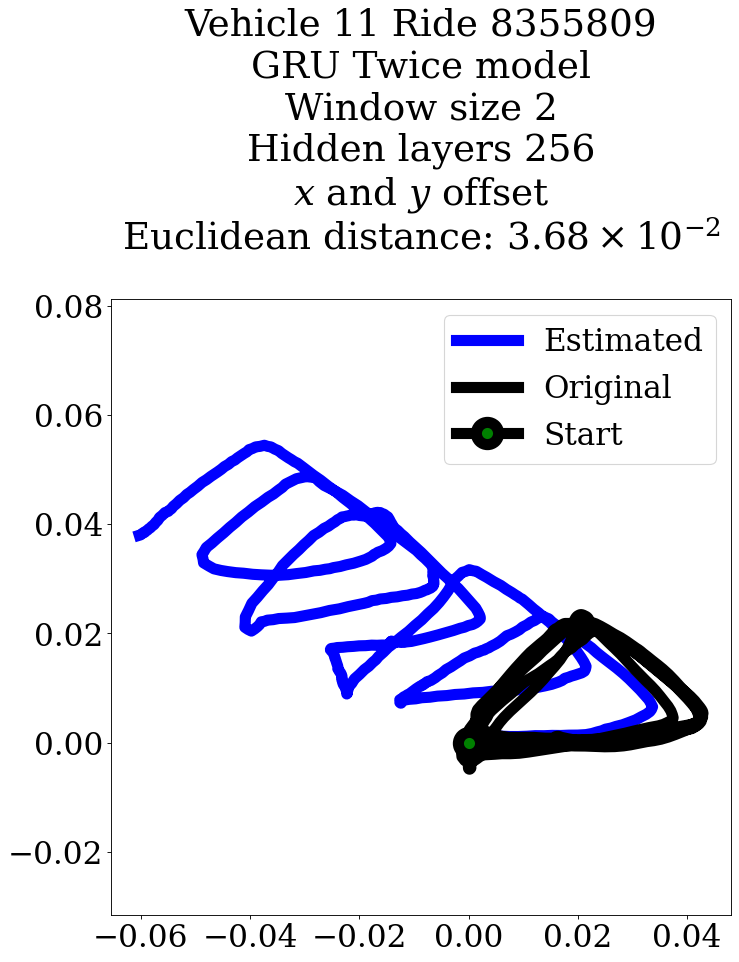 Vehicle 11 Ride 8355809
GRU Twice model
Window size 2
Hidden layers 256
x and y offset
Euclidean distance: 3.68 × 10⁻²
0.08
0.06
0.04
0.02
0.00
−0.02
Estimated
Original
Start
−0.06 −0.04 −0.02 0.00 0.02 0.04